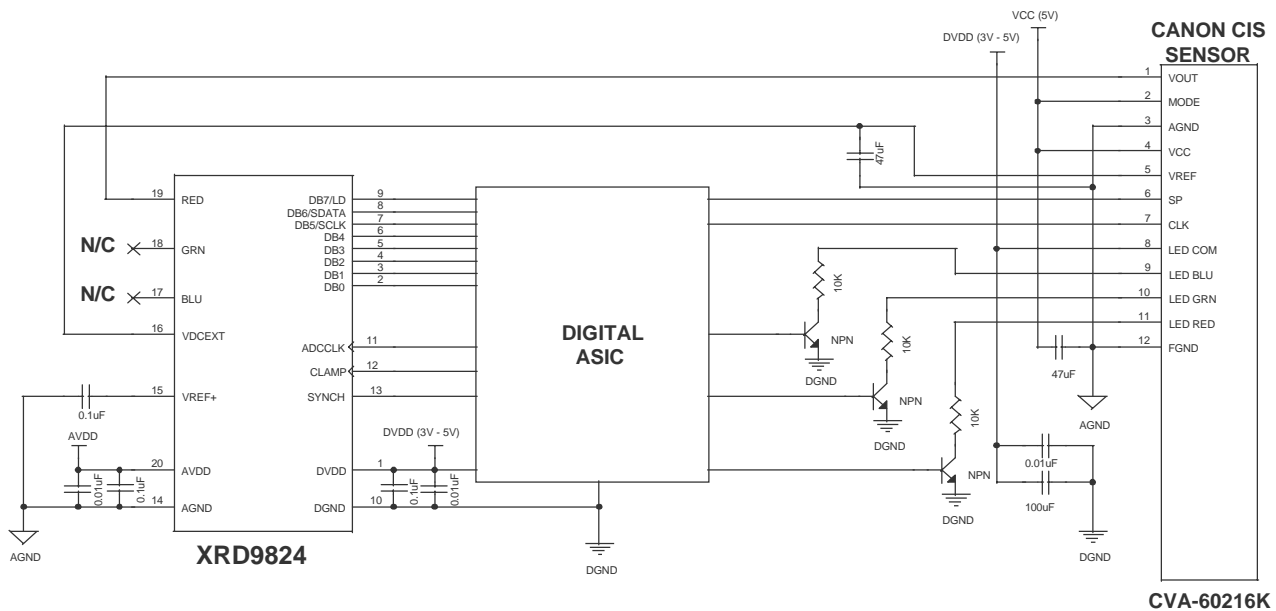 VCC (5V)
DVDD (3V - 5V)
CANON CIS
SENSOR
1 VOUT
2 MODE
3 AGND
4 VCC
5 VREF
6 SP
7 CLK
8 LED COM
9 LED BLU
10 LED GRN
11 LED RED
12 FGND
47uF
19 RED
N/C 18 GRN
N/C 17 BLU
16 VDCEXT
15 VREF+
0.1uF
AVDD
20 AVDD
0.01uF
0.1uF
14 AGND
AGND
DB7/LD 9
DB6/SDATA 8
DB5/SCLK 7
DB4 6
DB3 5
DB2 4
DB1 3
DB0 2
ADCCLK 11
CLAMP 12
SYNCH 13
DVDD (3V - 5V)
DVDD 1
0.1uF
0.01uF
DGND 10
XRD9824
DIGITAL
ASIC
DGND
10K
NPN
DGND
10K
NPN
DGND
10K
NPN
DGND
47uF
AGND
0.01uF
100uF
DGND
CVA-60216K